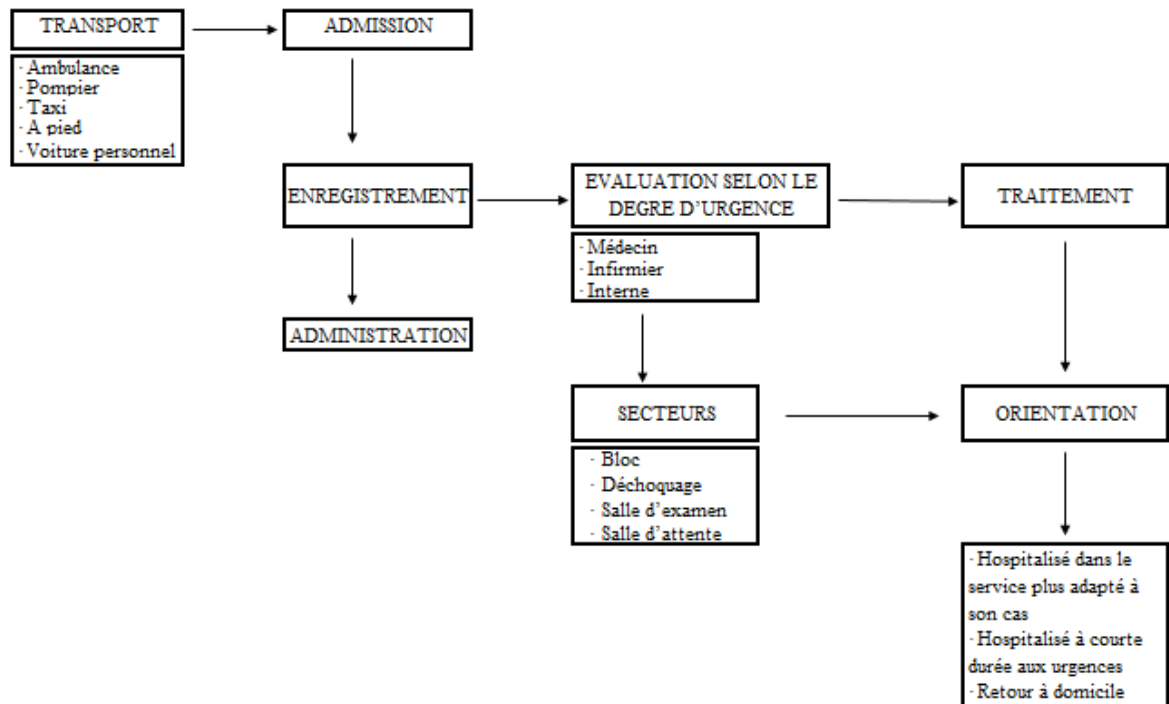 TRANSPORT
ADMISSION
· Ambulance
· Pompier
· Taxi
· A pied
· Voiture personnel
ENREGISTREMENT
EVALUATION SELON LE
DEGRE D'URGENCE
TRAITEMENT
· Médecin
· Infirmier
· Interne
ADMINISTRATION
SECTEURS
ORIENTATION
· Bloc
· Déchoquage
· Salle d'examen
· Salle d'attente
· Hospitalisé dans le
service plus adapté à
son cas
· Hospitalisé à courte
durée aux urgences
· Retour à domicile